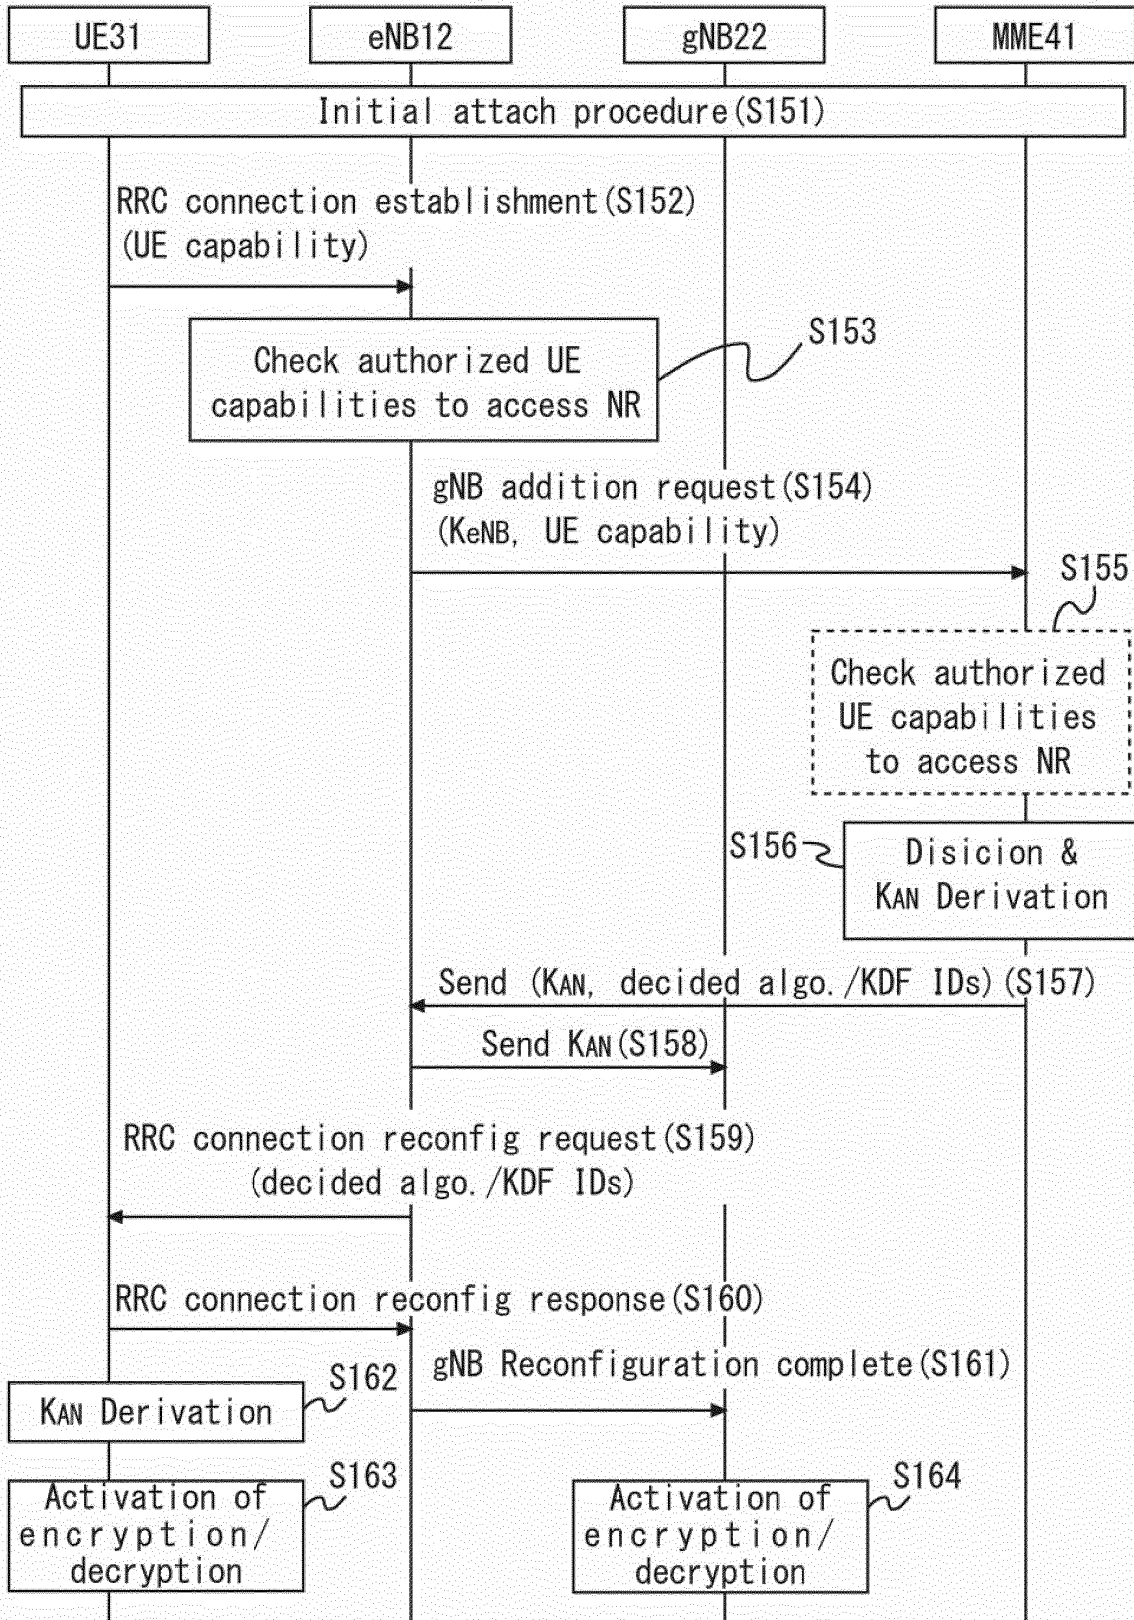 UE31
eNB12
gNB22
MME41
Initial attach procedure(S151)
RRC connection establishment(S152)
(UE capability)
S153
Check authorized UE
capabilities to access NR
gNB addition request(S154)
(KeNB, UE capability)
S155
Check authorized
UE capabilities
to access NR
S156
Disicion &
KAN Derivation
Send (KAN, decided algo./KDF IDs)(S157)
Send KAN(S158)
RRC connection reconfig request(S159)
(decided algo./KDF IDs)
RRC connection reconfig response(S160)
gNB Reconfiguration complete(S161)
S162
KAN Derivation
S163
Activation of
encryption/
decryption
S164
Activation of
encryption/
decryption